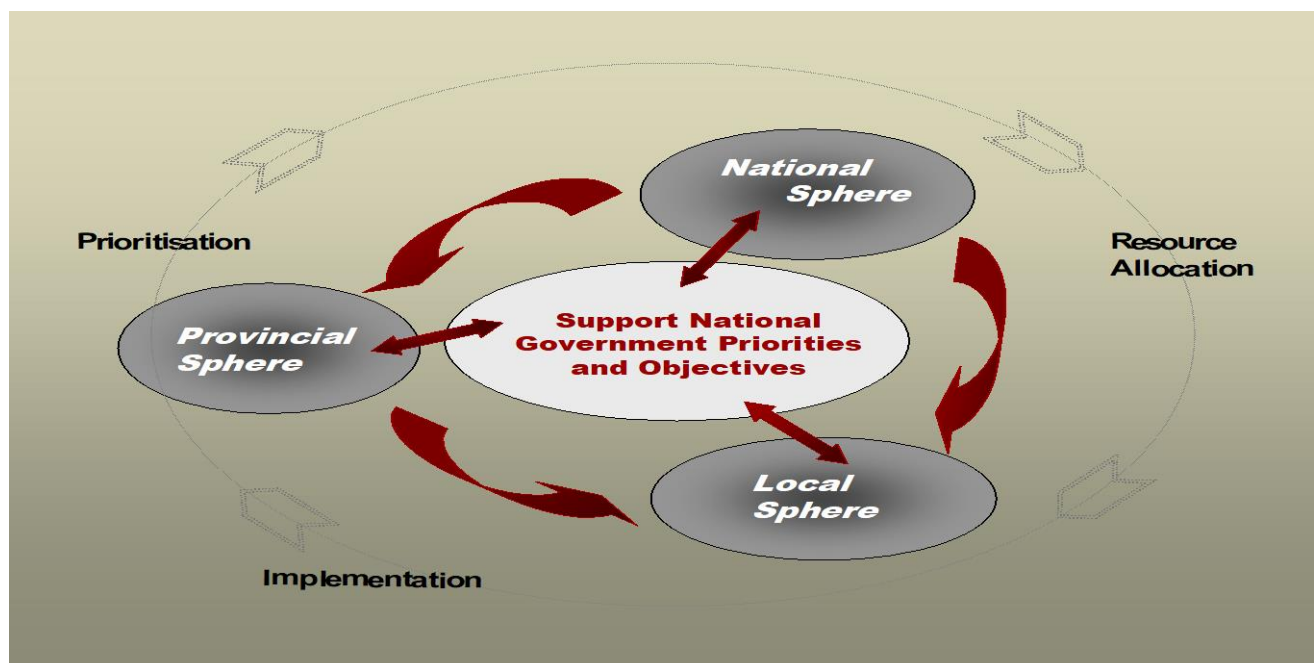 National
Sphere
Prioritisation
Resource
Allocation
Provincial
Sphere
Support National
Government Priorities
and Objectives
Local
Sphere
Implementation